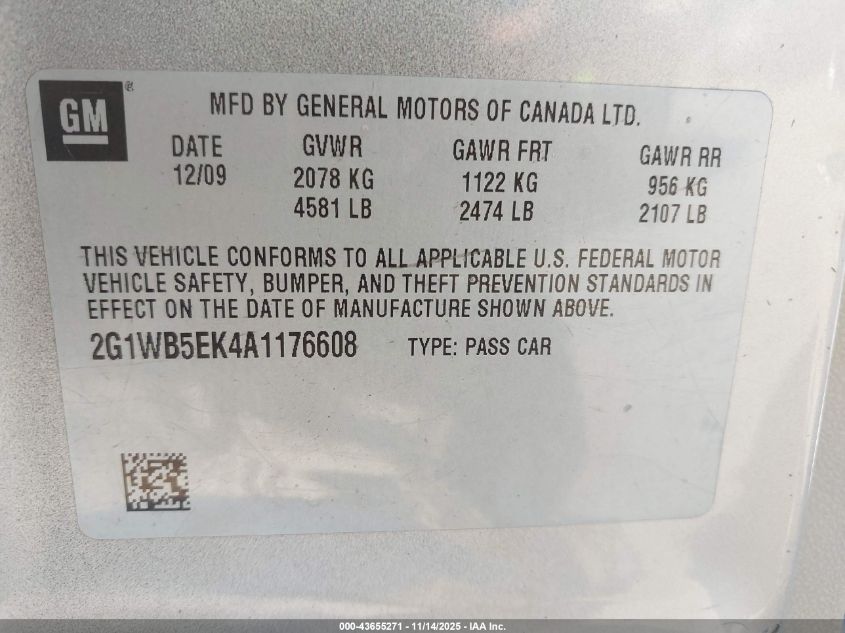 GM®
MFD BY GENERAL MOTORS OF CANADA LTD.
DATE GVWR GAWR FRT GAWR RR
12/09 2078 KG 1122 KG 956 KG
4581 LB 2474 LB 2107 LB
THIS VEHICLE CONFORMS TO ALL APPLICABLE U.S. FEDERAL MOTOR
VEHICLE SAFETY, BUMPER, AND THEFT PREVENTION STANDARDS IN
EFFECT ON THE DATE OF MANUFACTURE SHOWN ABOVE.
2G1WB5EK4A1176608 TYPE: PASS CAR
000-43655271 - 11/14/2025 - IAA Inc.